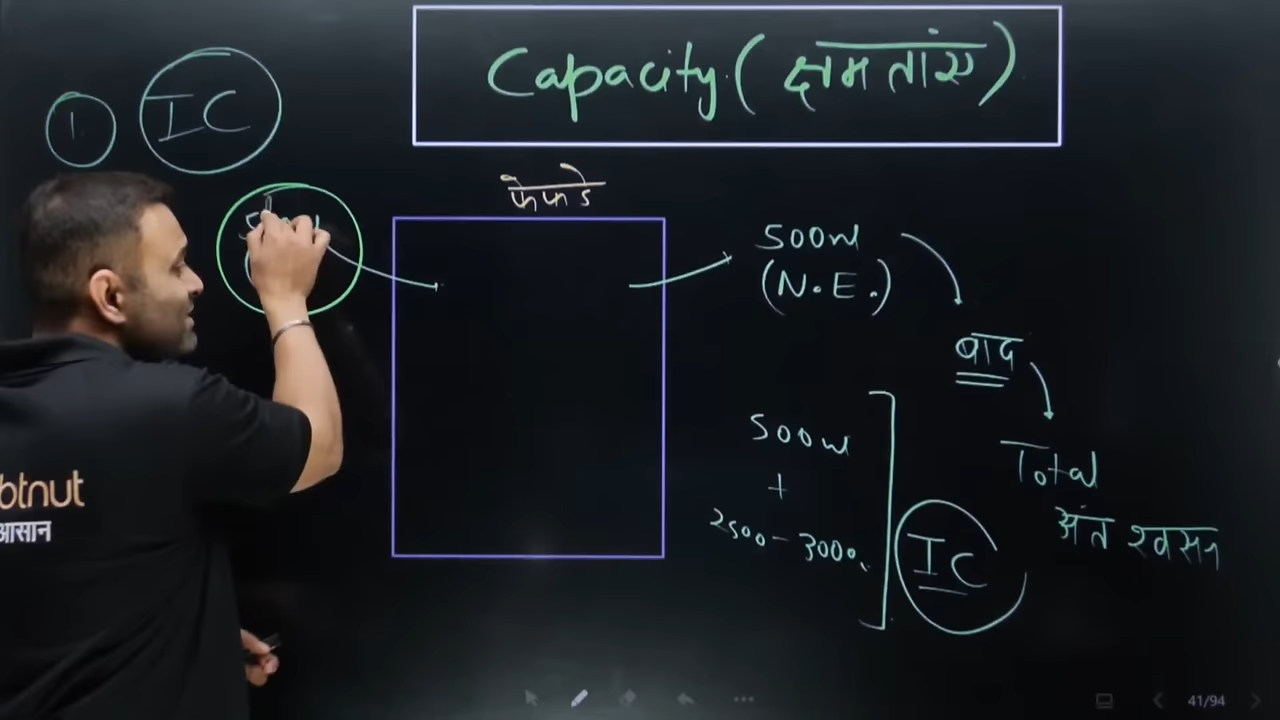 Capacity (क्षमतांए)
1
IC
फेफडे
500ml
(N.E.)
बाद
500ml
+
2500-3000
IC
Total
अंत श्वसन
btnut
आसान
41/94